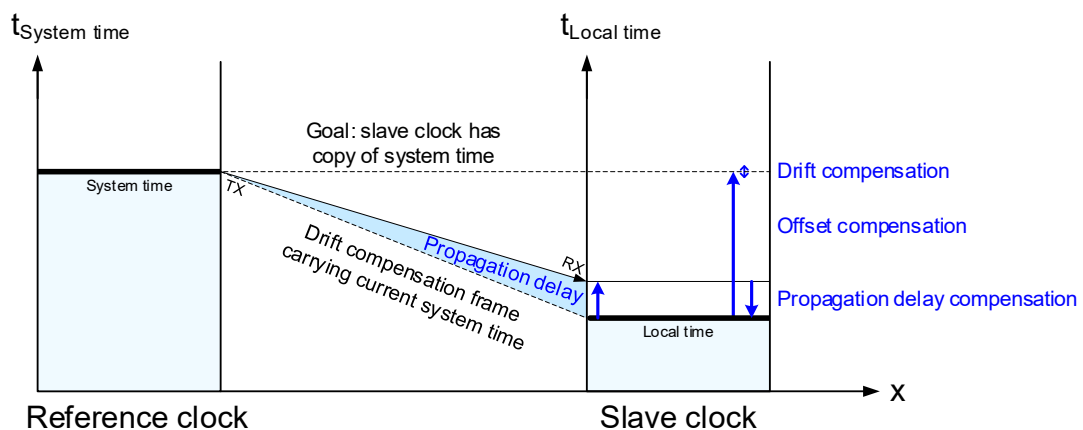 tSystem time
tLocal time
Goal: slave clock has
copy of system time
System time
TX
Drift compensation
Offset compensation
Propagation delay
RX
Drift compensation frame
carrying current system time
Propagation delay compensation
Local time
x
Reference clock
Slave clock